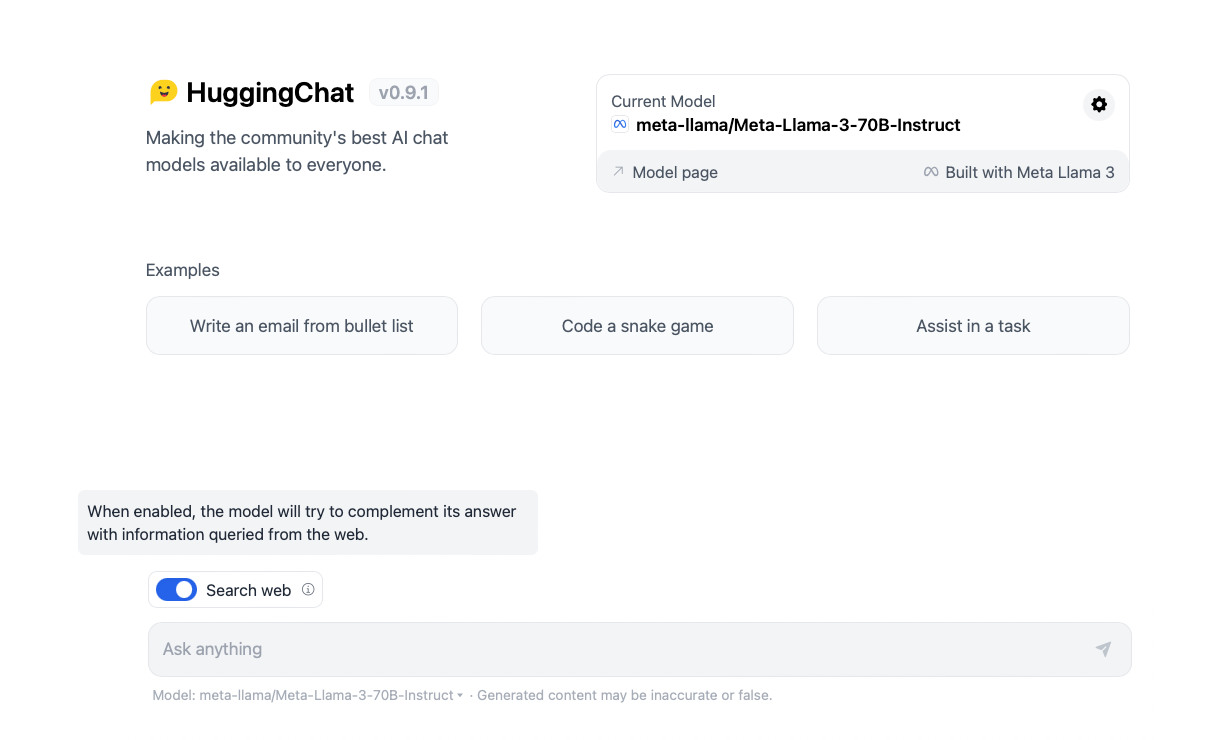 HuggingChat v0.9.1
Making the community's best AI chat
models available to everyone.
Current Model
meta-llama/Meta-Llama-3-70B-Instruct
Model page
Built with Meta Llama 3
Examples
Write an email from bullet list
Code a snake game
Assist in a task
When enabled, the model will try to complement its answer
with information queried from the web.
Search web
Ask anything
Model: meta-llama/Meta-Llama-3-70B-Instruct · Generated content may be inaccurate or false.